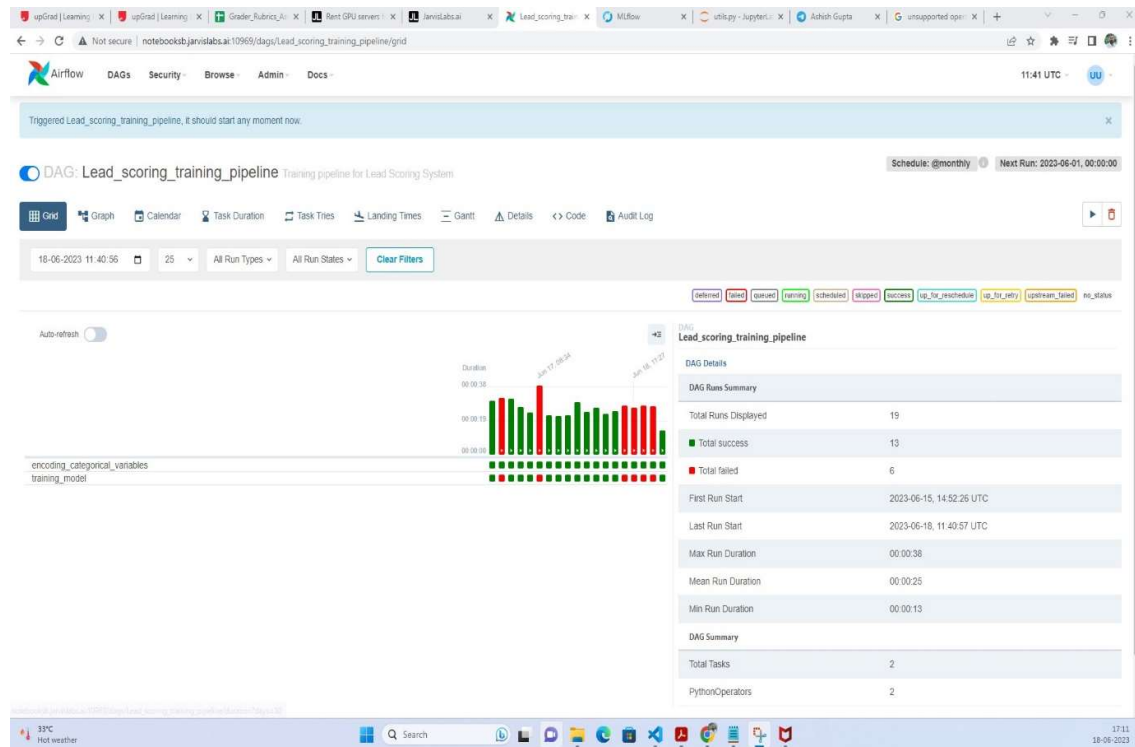 upGrad | Learning
upGrad | Learning
Grader_Rubrics_As
Rent GPU servers f
JarvisLabs.ai
Lead_scoring_train
MLflow
utils.py - JupyterL
Ashish Gupta
unsupported oper
Not secure | notebooksb.jarvislabs.ai:10969/dags/Lead_scoring_training_pipeline/grid
Airflow DAGs Security Browse Admin Docs 11:41 UTC UU
Triggered Lead_scoring_training_pipeline, it should start any moment now.
Schedule: @monthly Next Run: 2023-06-01, 00:00:00
DAG: Lead_scoring_training_pipeline Training pipeline for Lead Scoring System
Grid Graph Calendar Task Duration Task Tries Landing Times Gantt Details <> Code Audit Log
18-06-2023 11:40:56 25 All Run Types All Run States Clear Filters
deferred failed queued running scheduled skipped success up_for_reschedule up_for_retry upstream_failed no_status
Auto-refresh
Duration
Jun 17, 08:34
Jun 18, 11:27
00:00:38
00:00:19
00:00:00
encoding_categorical_variables
training_model
DAG
Lead_scoring_training_pipeline
DAG Details
DAG Runs Summary
Total Runs Displayed 19
Total success 13
Total failed 6
First Run Start 2023-06-15, 14:52:26 UTC
Last Run Start 2023-06-18, 11:40:57 UTC
Max Run Duration 00:00:38
Mean Run Duration 00:00:25
Min Run Duration 00:00:13
DAG Summary
Total Tasks 2
PythonOperators 2
33°C
Hot weather
Search
17:11
18-06-2023